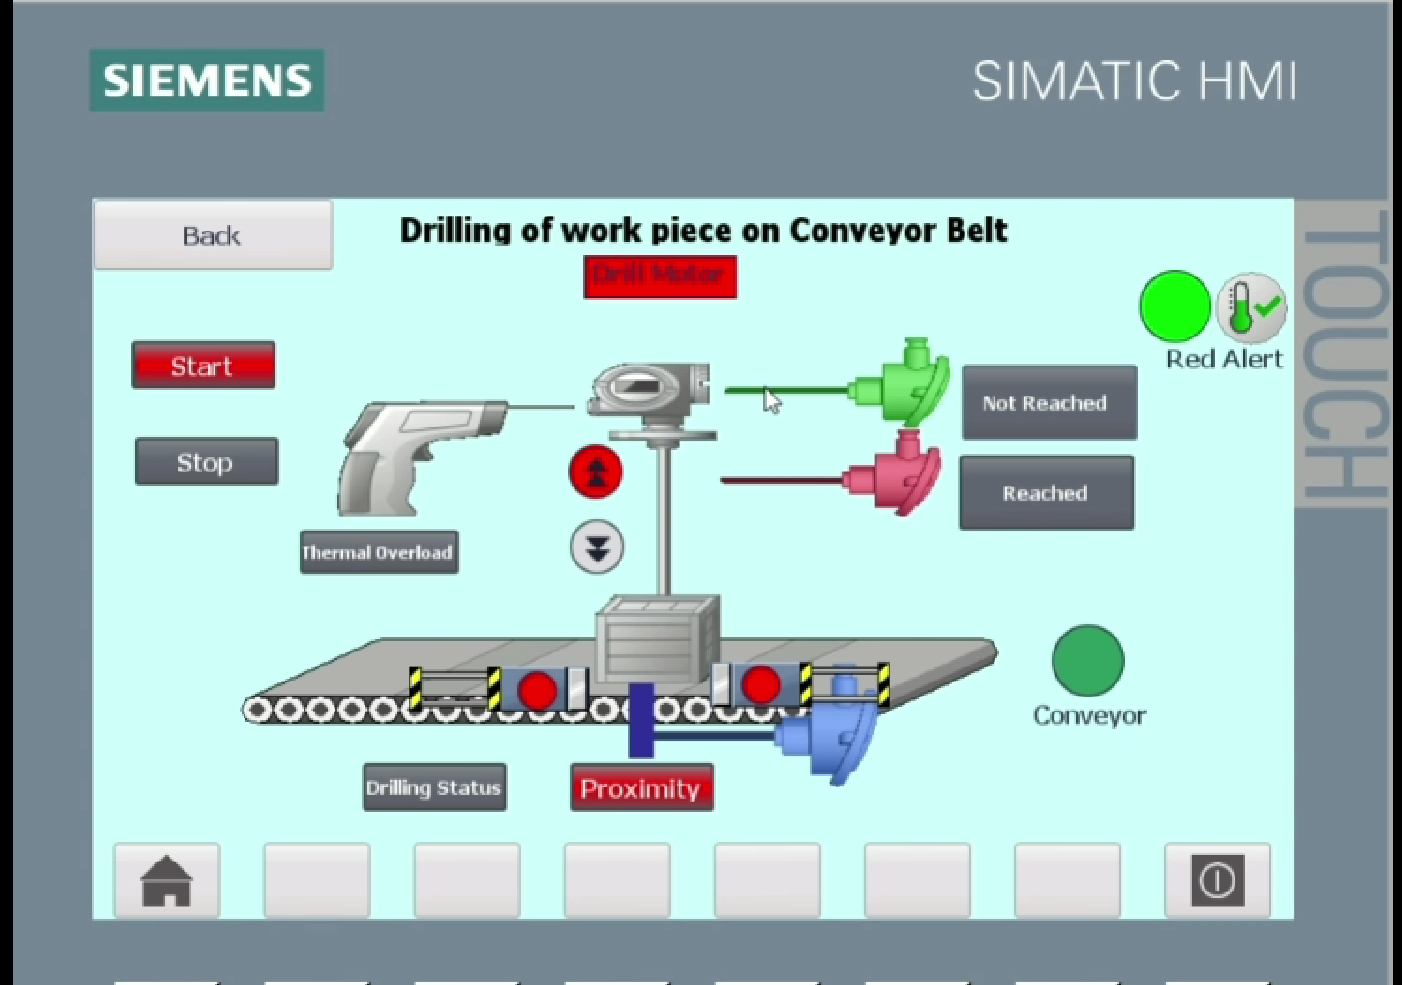 SIEMENS
SIMATIC HMI
TOUCH
Back
Drilling of work piece on Conveyor Belt
Drill Motor
Start
Red Alert
Not Reached
Stop
Reached
Thermal Overload
Conveyor
Drilling Status
Proximity